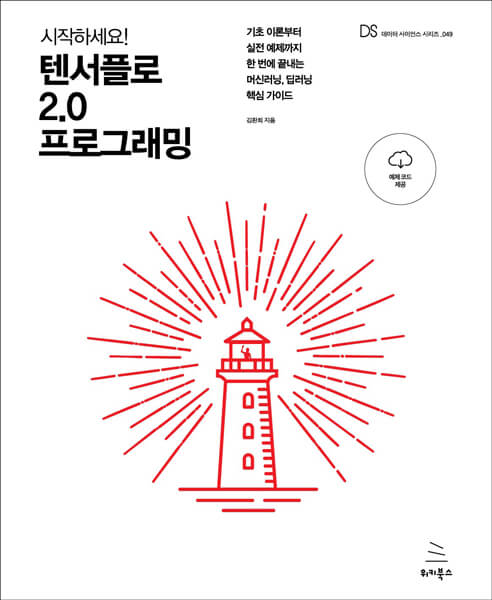 시작하세요!
텐서플로
2.0
프로그래밍
기초 이론부터
실전 예제까지
한 번에 끝내는
머신러닝, 딥러닝
핵심 가이드
김환희 지음
DS 데이터 사이언스 시리즈_049
예제 코드
제공
위키북스